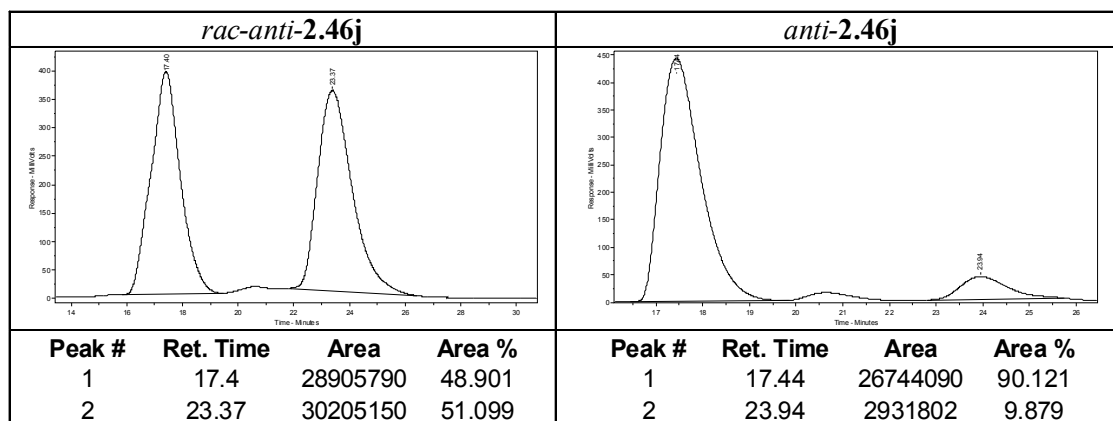 rac-anti-2.46j
anti-2.46j
Response - MilliVolts
400
350
300
250
200
150
100
50
0
17.40
23.37
14 16 18 20 22 24 26 28 30
Time - Minutes
Response - MilliVolts
450
400
350
300
250
200
150
100
50
0
23.94
17 18 19 20 21 22 23 24 25 26
Time - Minutes
Peak # Ret. Time Area Area %
1 17.4 28905790 48.901
2 23.37 30205150 51.099
Peak # Ret. Time Area Area %
1 17.44 26744090 90.121
2 23.94 2931802 9.879